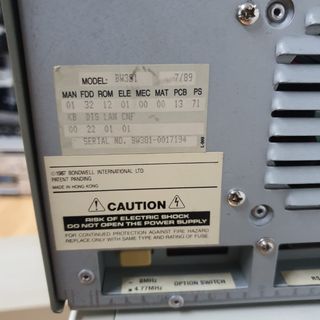 MODEL: BW381 7/89
MAN FDD ROM ELE MEC MAT PCB PS
01 32 12 01 00 00 13 71
KB DIS LAN CNF
00 22 01 01
SERIAL NO. BW381-0017194
©1987 BONDWELL INTERNATIONAL LTD
PATENT PANDING
MADE IN HONG KONG
CAUTION
RISK OF ELECTRIC SHOCK
DO NOT OPEN THE POWER SUPPLY
FOR CONTINUED PROTECTION AGAINST FIRE HAZARD
REPLACE ONLY WITH SAME TYPE AND RATING OF FUSE
8MHz
4.77MHz
OPTION SWITCH
RS